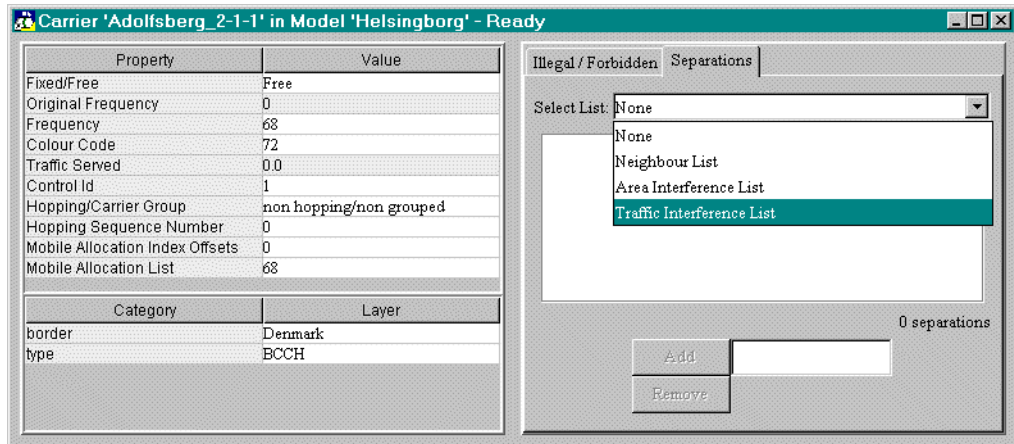 Carrier 'Adolfsberg_2-1-1' in Model 'Helsingborg' - Ready
Property Value
Fixed/Free Free
Original Frequency 0
Frequency 68
Colour Code 72
Traffic Served 0.0
Control Id 1
Hopping/Carrier Group non hopping/non grouped
Hopping Sequence Number 0
Mobile Allocation Index Offsets 0
Mobile Allocation List 68
Category Layer
border Denmark
type BCCH
Illegal / Forbidden Separations
Select List: None
None
Neighbour List
Area Interference List
Traffic Interference List
0 separations
Add
Remove